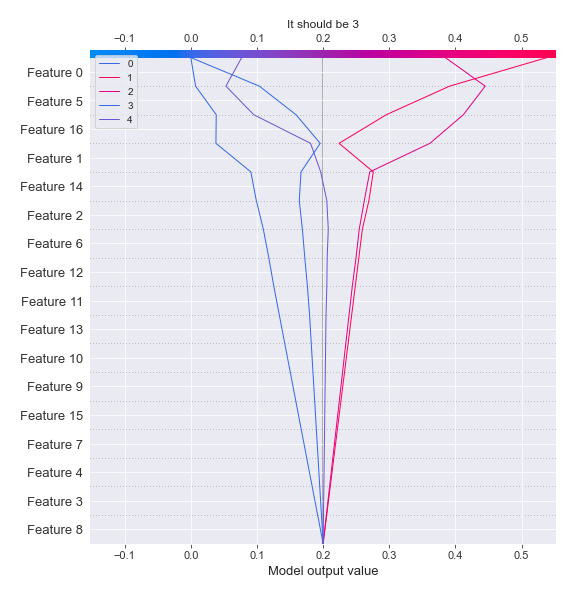 It should be 3
−0.1 0.0 0.1 0.2 0.3 0.4 0.5
0
1
2
3
4
Feature 0
Feature 5
Feature 16
Feature 1
Feature 14
Feature 2
Feature 6
Feature 12
Feature 11
Feature 13
Feature 10
Feature 9
Feature 15
Feature 7
Feature 4
Feature 3
Feature 8
−0.1 0.0 0.1 0.2 0.3 0.4 0.5
Model output value